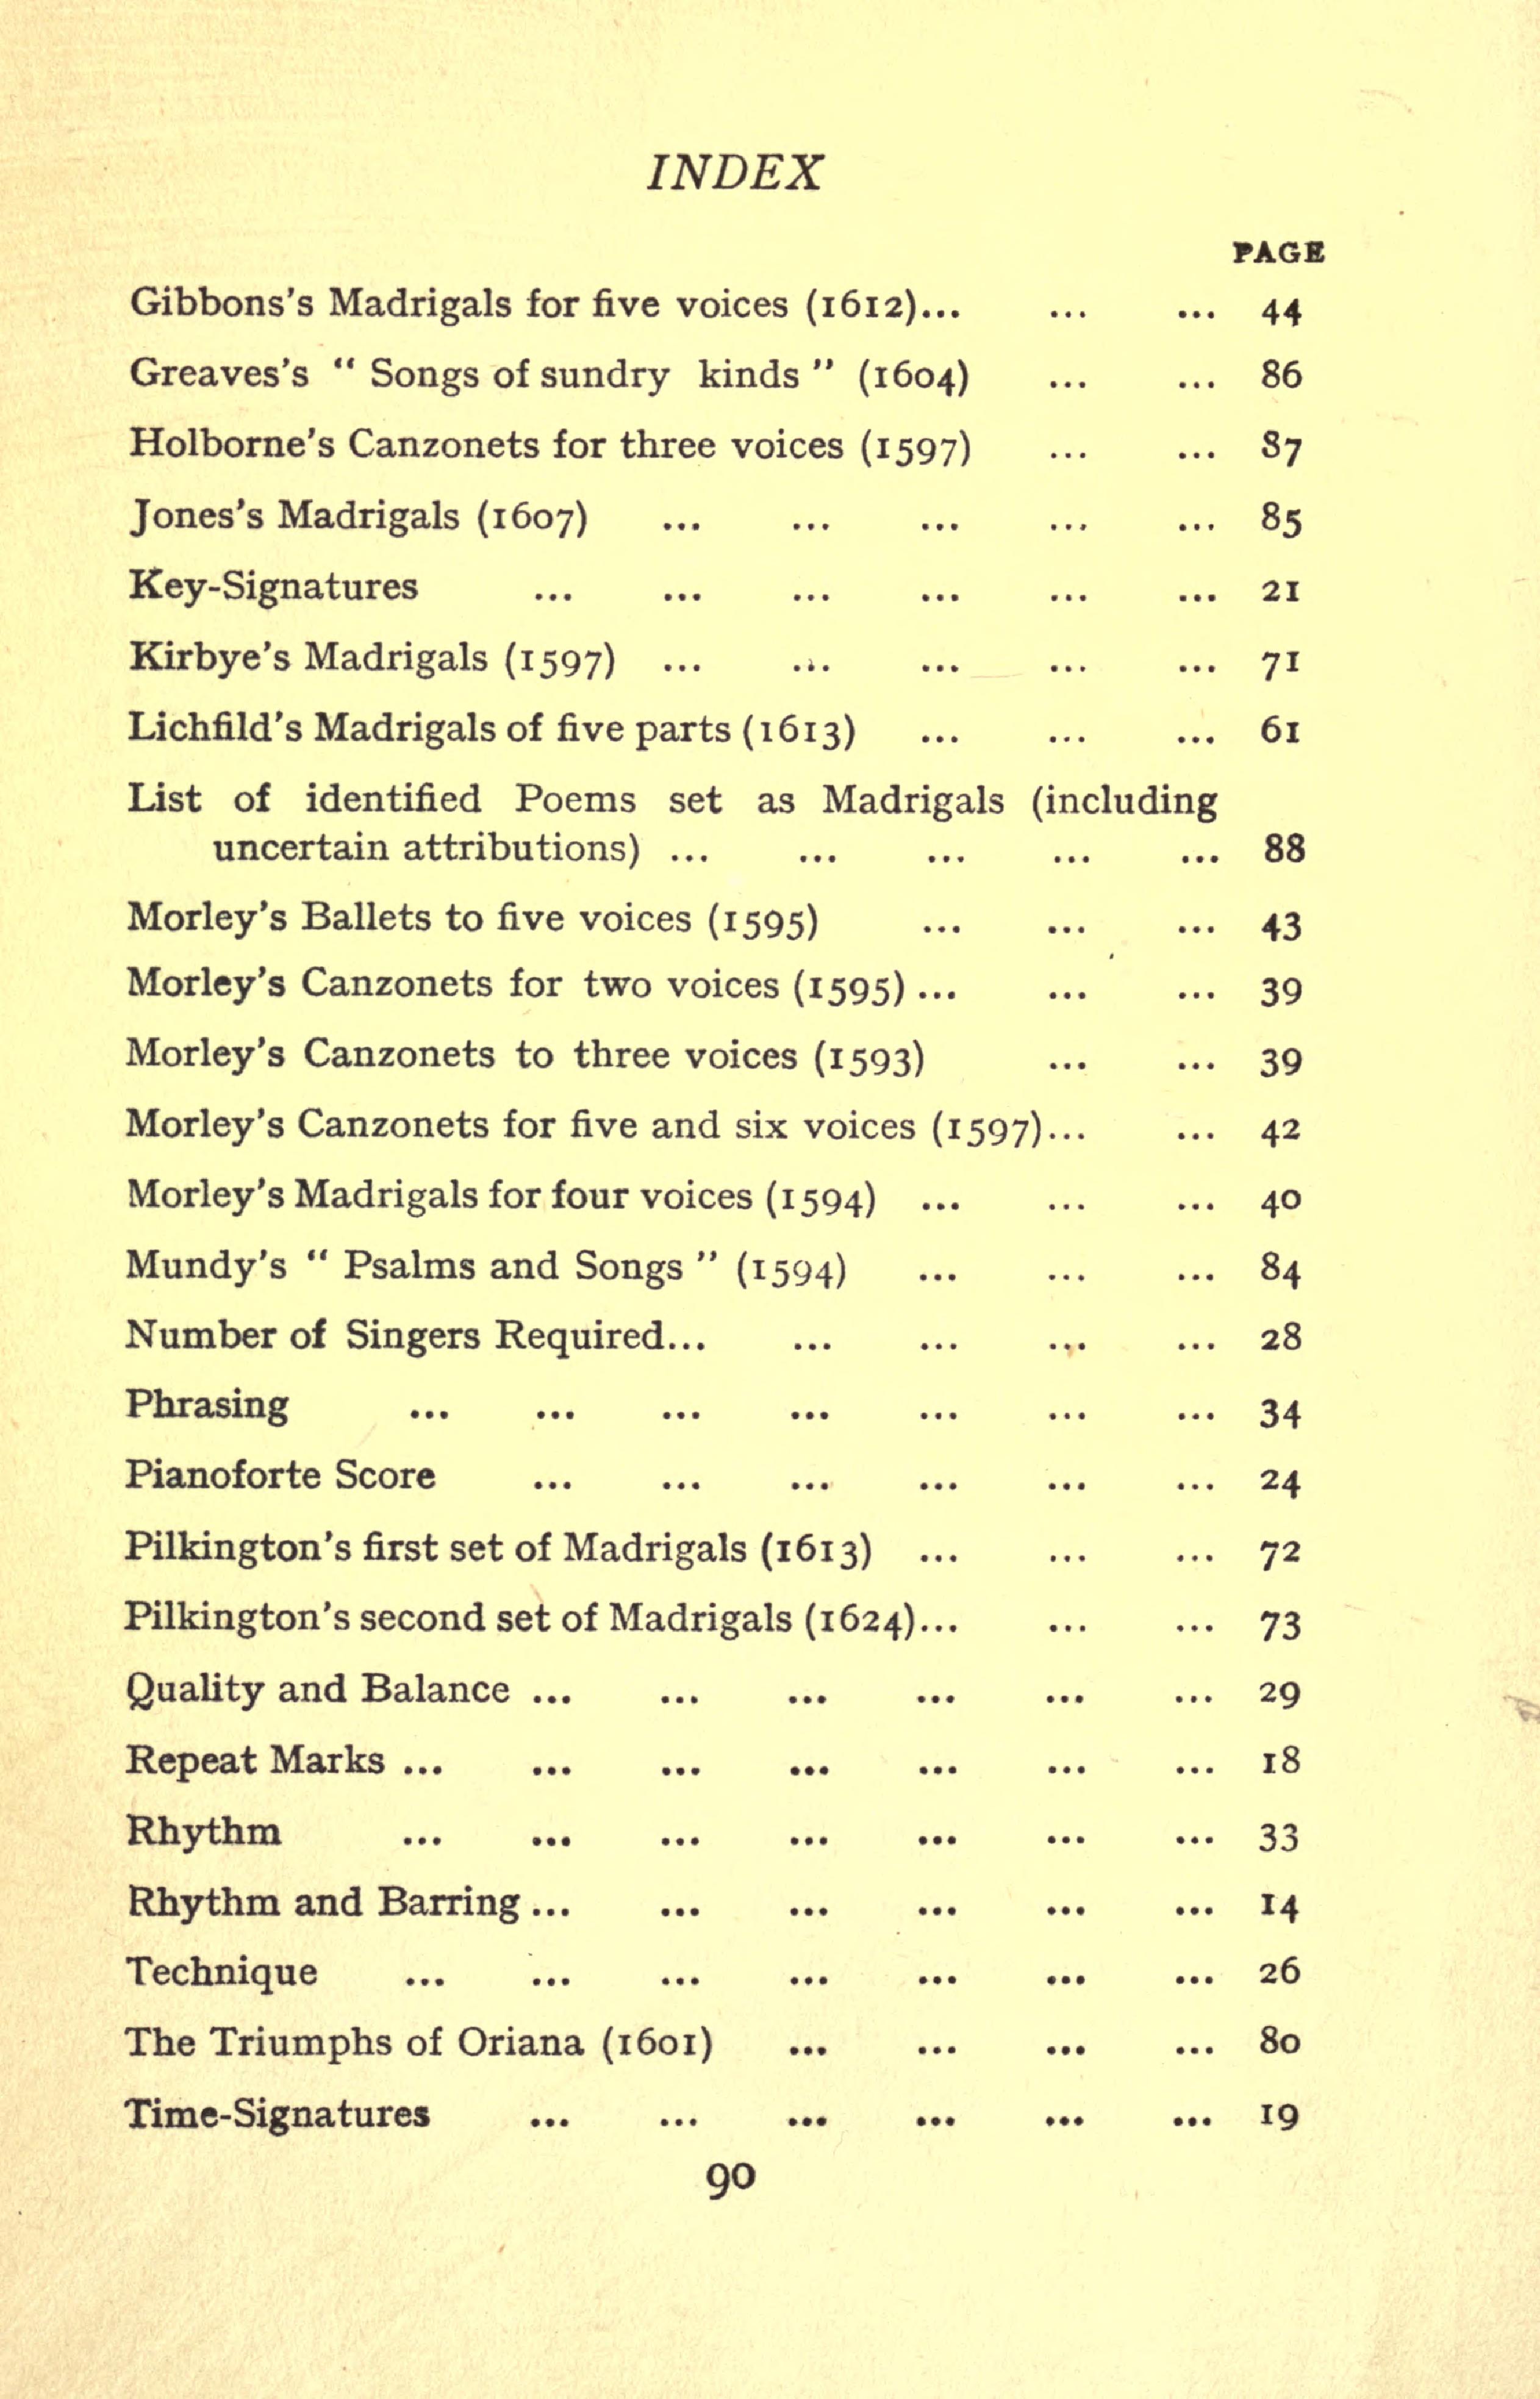 INDEX
PAGE
Gibbons's Madrigals for five voices (1612)... ... ... 44
Greaves's " Songs of sundry kinds " (1604) ... ... 86
Holborne's Canzonets for three voices (1597) ... ... 87
Jones's Madrigals (1607) ... ... ... ... ... 85
Key-Signatures ... ... ... ... ... ... 21
Kirbye's Madrigals (1597) ... ... ... ... ... 71
Lichfild's Madrigals of five parts (1613) ... ... ... 61
List of identified Poems set as Madrigals (including
uncertain attributions) ... ... ... ... ... 88
Morley's Ballets to five voices (1595) ... ... ... 43
Morley's Canzonets for two voices (1595) ... ... ... 39
Morley's Canzonets to three voices (1593) ... ... 39
Morley's Canzonets for five and six voices (1597)... ... 42
Morley's Madrigals for four voices (1594) ... ... ... 40
Mundy's " Psalms and Songs " (1594) ... ... ... 84
Number of Singers Required... ... ... ... ... 28
Phrasing ... ... ... ... ... ... ... 34
Pianoforte Score ... ... ... ... ... ... 24
Pilkington's first set of Madrigals (1613) ... ... ... 72
Pilkington's second set of Madrigals (1624)... ... ... 73
Quality and Balance ... ... ... ... ... ... 29
Repeat Marks ... ... ... ... ... ... ... 18
Rhythm ... ... ... ... ... ... ... 33
Rhythm and Barring ... ... ... ... ... ... 14
Technique ... ... ... ... ... ... ... 26
The Triumphs of Oriana (1601) ... ... ... ... 80
Time-Signatures ... ... ... ... ... ... 19
90